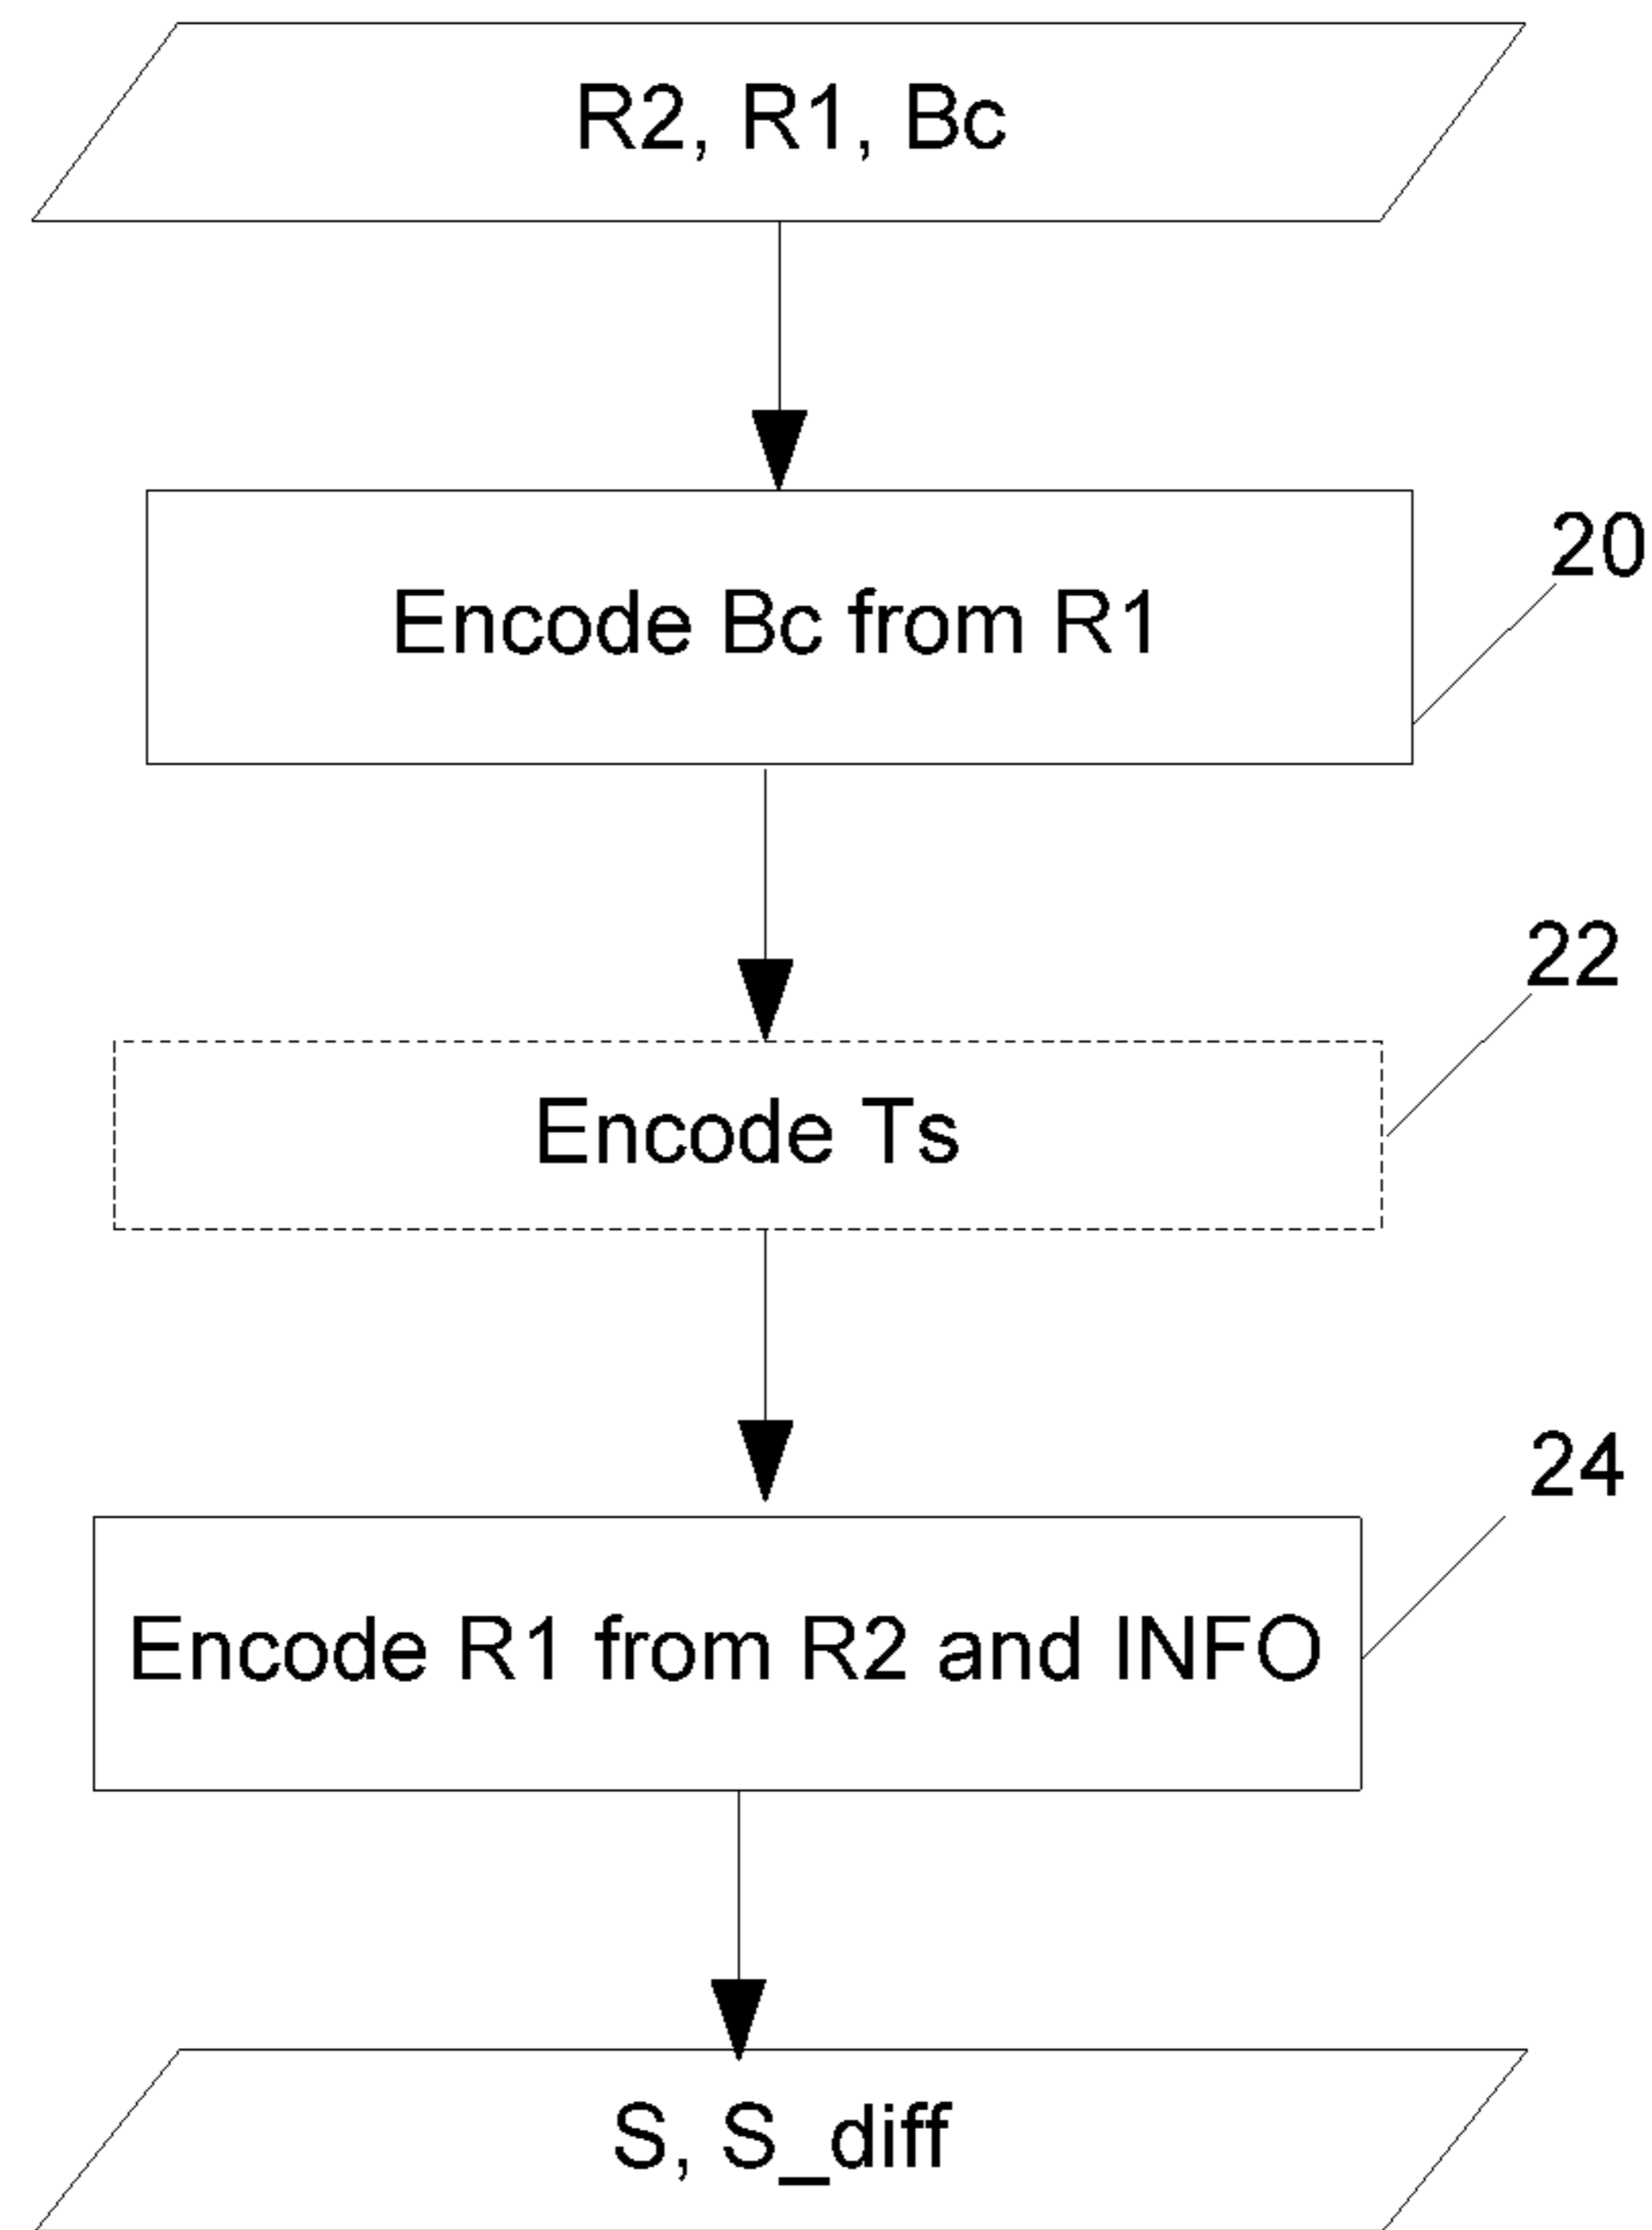 R2, R1, Bc
Encode Bc from R1
20
Encode Ts
22
Encode R1 from R2 and INFO
24
S, S_diff